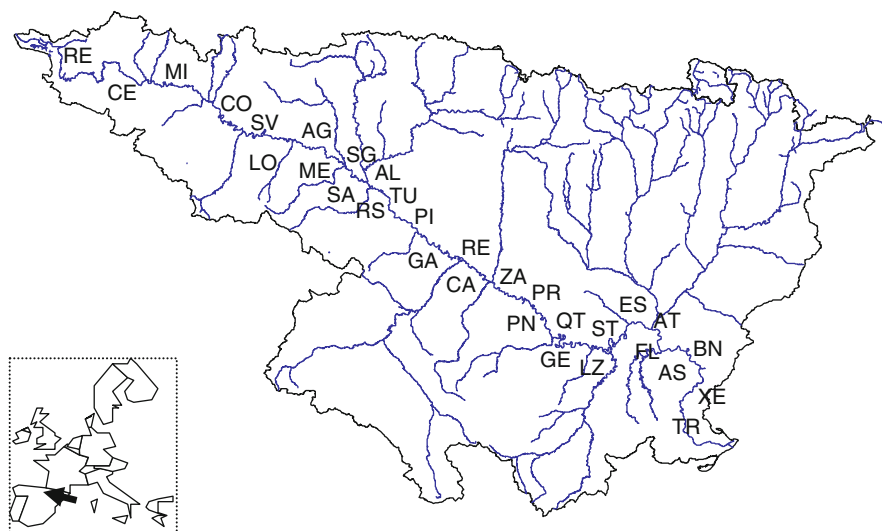 RE
MI
CE
CO
SV
AG
SG
LO
ME
AL
SA
TU
RS
PI
RE
GA
CA
ZA
PR
ES
QT
ST
AT
PN
GE
LZ
FL
BN
AS
XE
TR